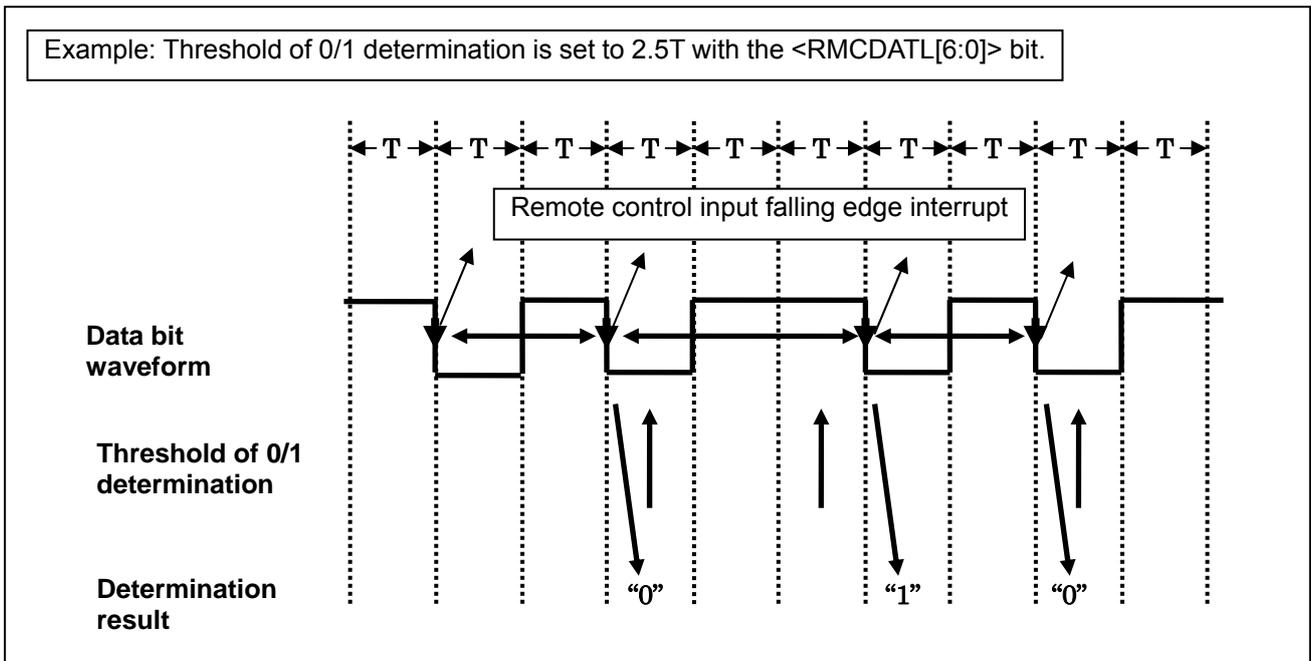 Example: Threshold of 0/1 determination is set to 2.5T with the <RMCDATL[6:0]> bit.
T T T T T T T T T T
Remote control input falling edge interrupt
Data bit
waveform
Threshold of 0/1
determination
Determination
result
“0” “1” “0”